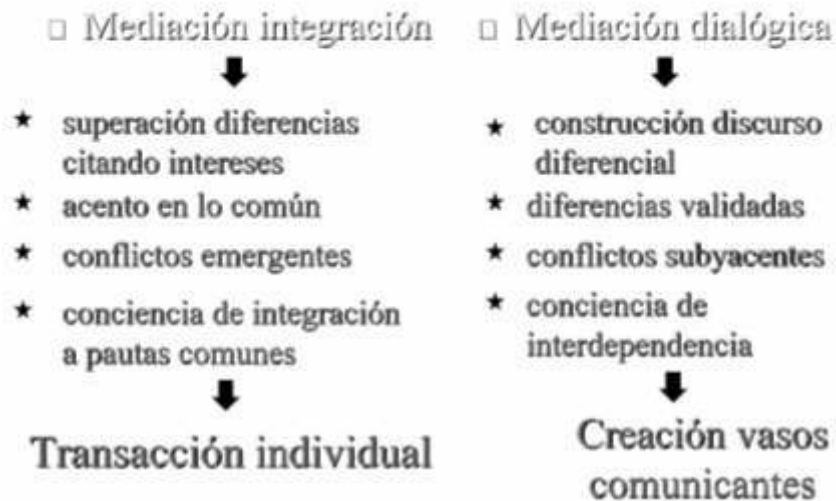 Mediación integración
superación diferencias
citando intereses
acento en lo común
conflictos emergentes
conciencia de integración
a pautas comunes
Transacción individual
Mediación dialógica
construcción discurso
diferencial
diferencias validadas
conflictos subyacentes
conciencia de
interdependencia
Creación vasos
comunicantes